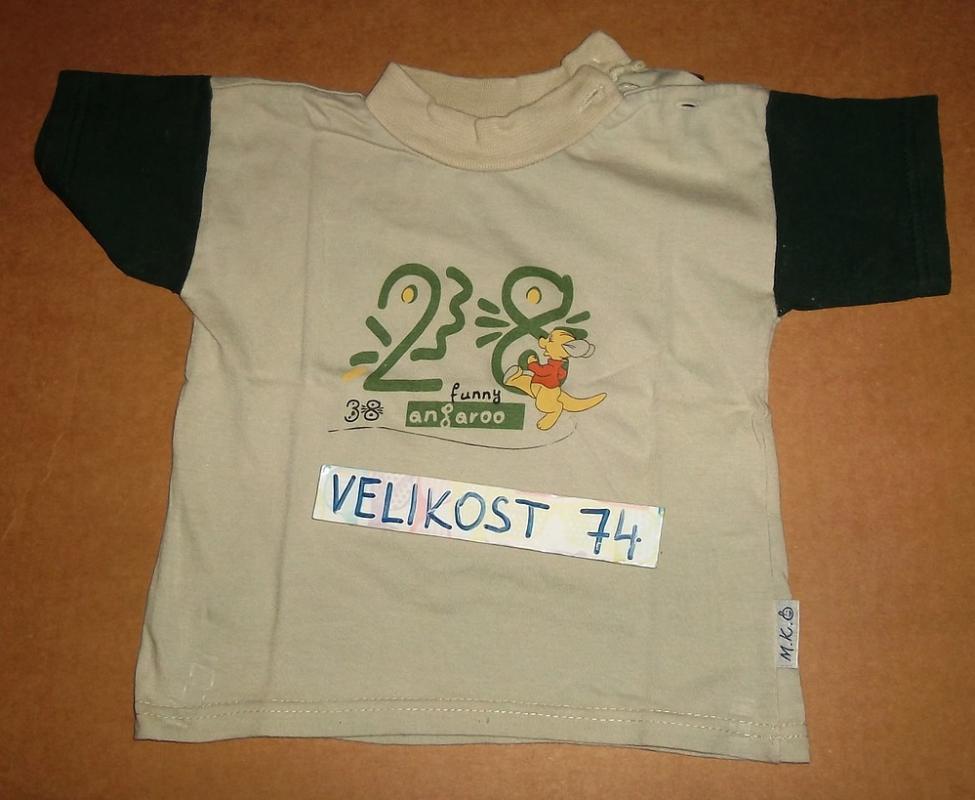 28
funny
38 angaroo
VELIKOST 74
M.K.